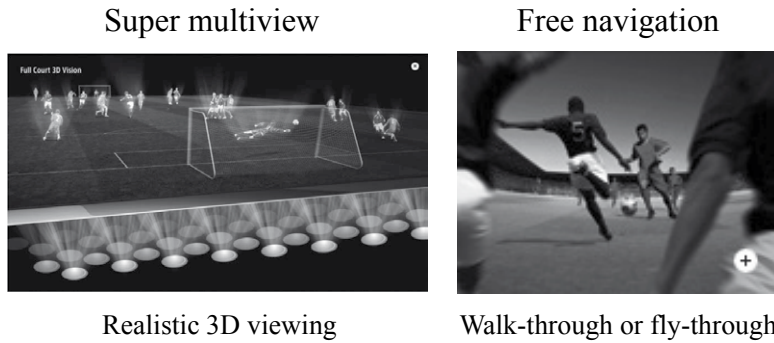 Super multiview
Free navigation
Full Court 3D Vision
5
Realistic 3D viewing
Walk-through or fly-through